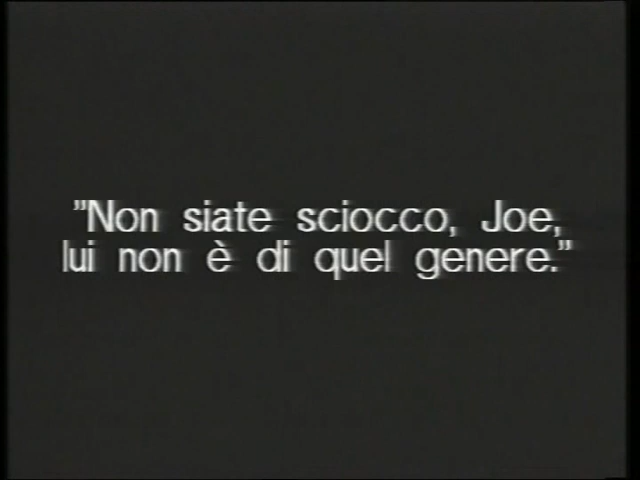 "Non siate sciocco, Joe,
lui non è di quel genere."